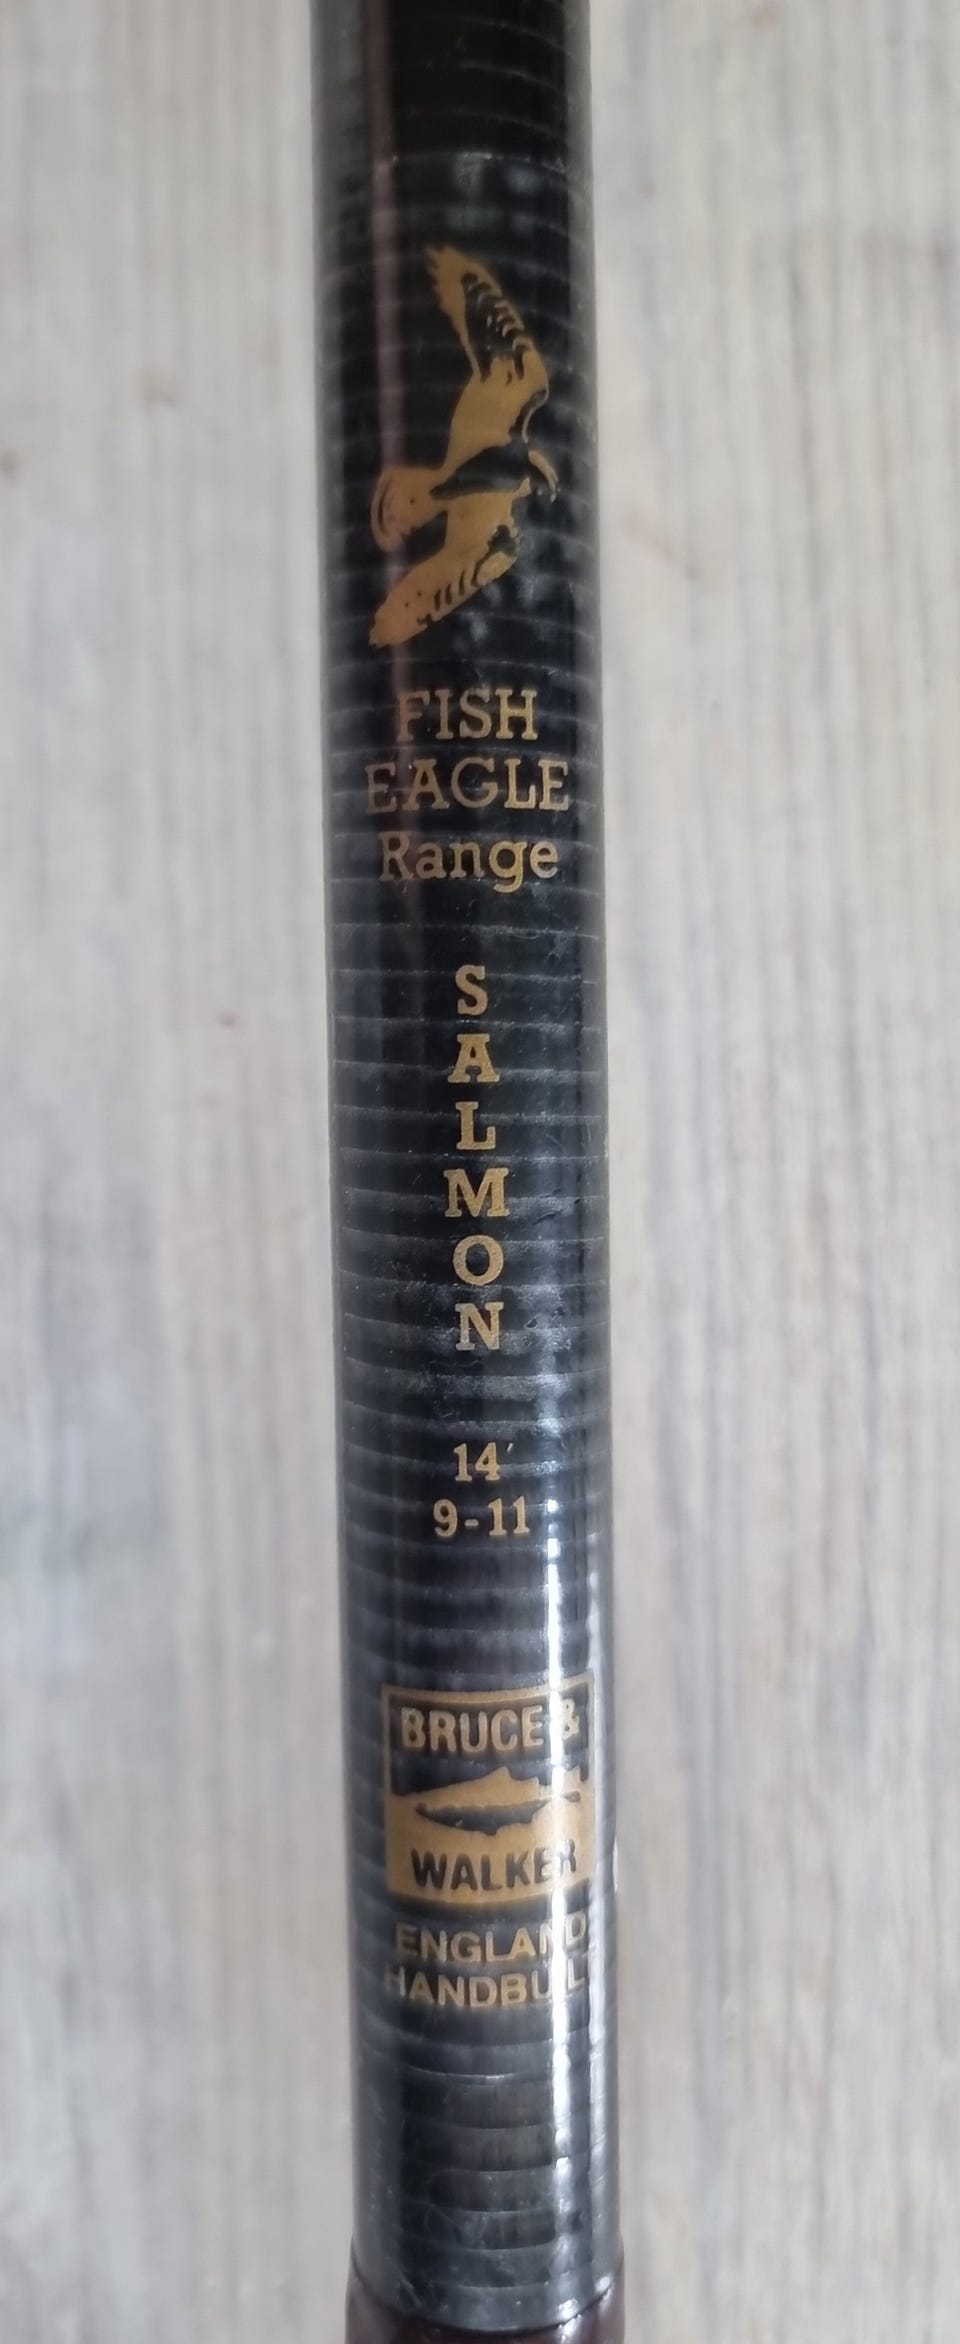 FISH
EAGLE
Range
SALMON
14'
9-11
BRUCE &
WALKER
ENGLAND
HANDBUILT